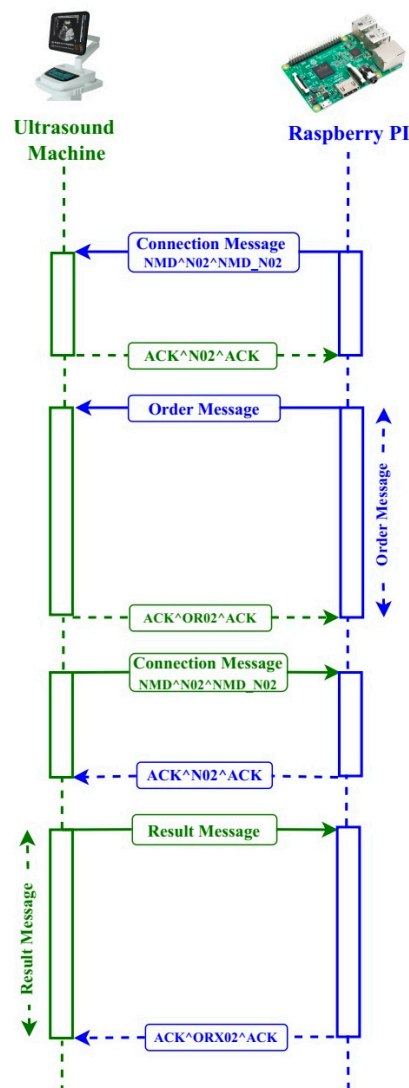 Ultrasound
Machine
Raspberry PI
Connection Message
NMD^N02^NMD_N02
ACK^N02^ACK
Order Message
Order Message
ACK^OR02^ACK
Connection Message
NMD^N02^NMD_N02
ACK^N02^ACK
Result Message
Result Message
ACK^ORX02^ACK